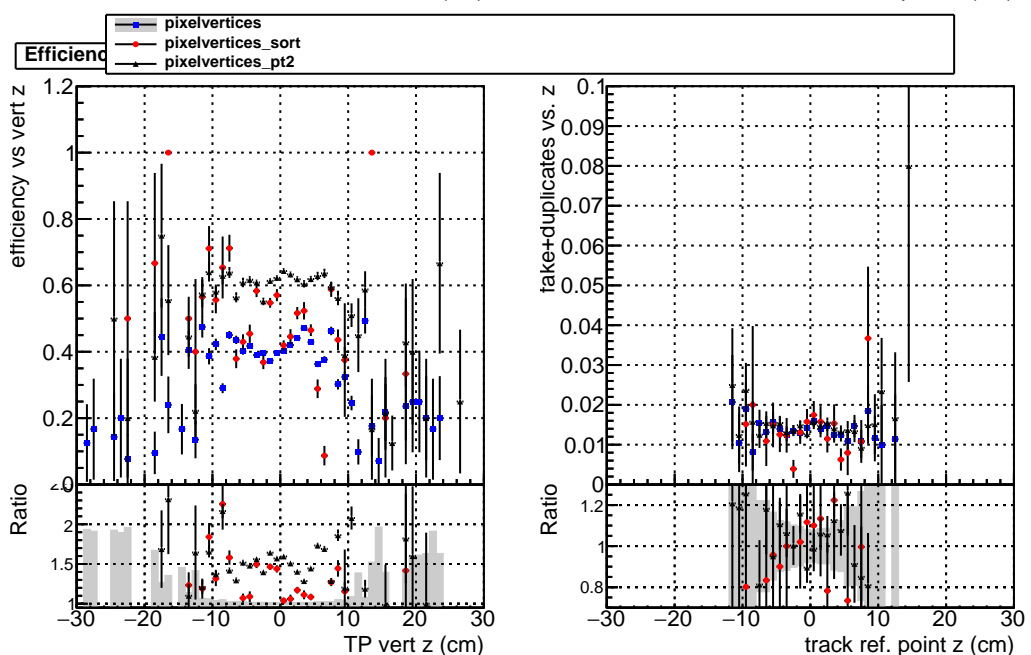 pixelvertices
pixelvertices_sort
pixelvertices_pt2
Efficienc
efficiency vs vert z
1.2
1
0.8
0.6
0.4
0.2
0
Ratio
2
1.5
1
−30 −20 −10 0 10 20 30
TP vert z (cm)
fake+duplicates vs. z
0.1
0.09
0.08
0.07
0.06
0.05
0.04
0.03
0.02
0.01
0
Ratio
1.2
1
0.8
−30 −20 −10 0 10 20 30
track ref. point z (cm)